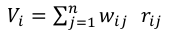 V_i = \sum_{j=1}^{n} w_{ij} \ r_{ij}